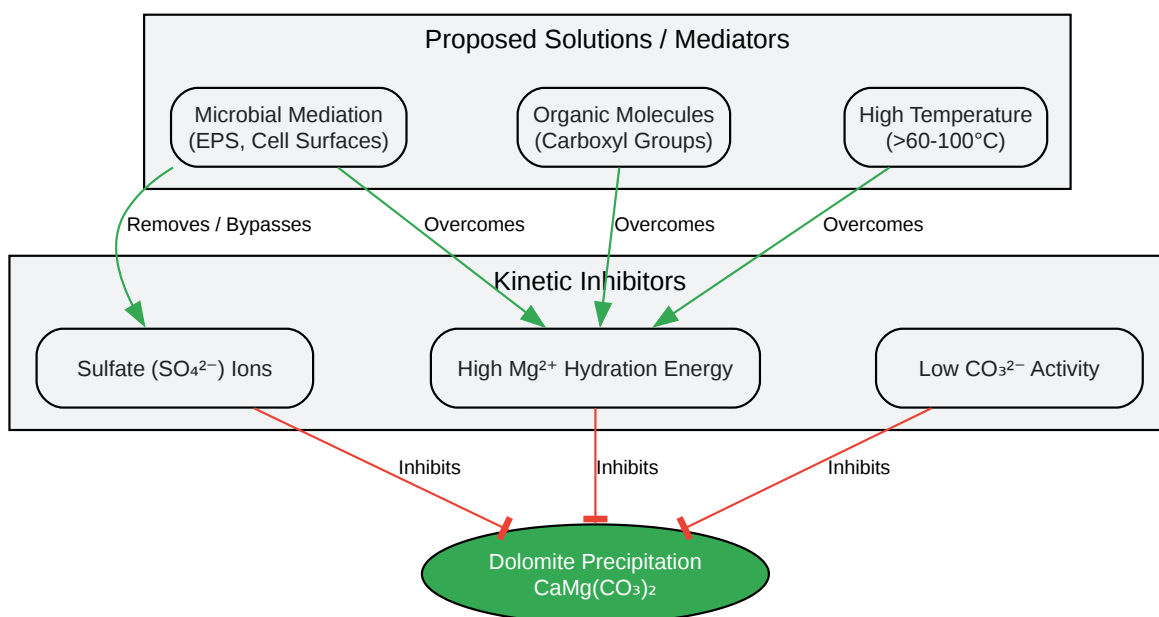 Proposed Solutions / Mediators
Microbial Mediation
(EPS, Cell Surfaces)
Organic Molecules
(Carboxyl Groups)
High Temperature
(>60-100°C)
Removes / Bypasses
Overcomes
Overcomes
Overcomes
Kinetic Inhibitors
Sulfate (SO₄²⁻) Ions
High Mg²⁺ Hydration Energy
Low CO₃²⁻ Activity
Inhibits
Inhibits
Inhibits
Dolomite Precipitation
CaMg(CO₃)₂